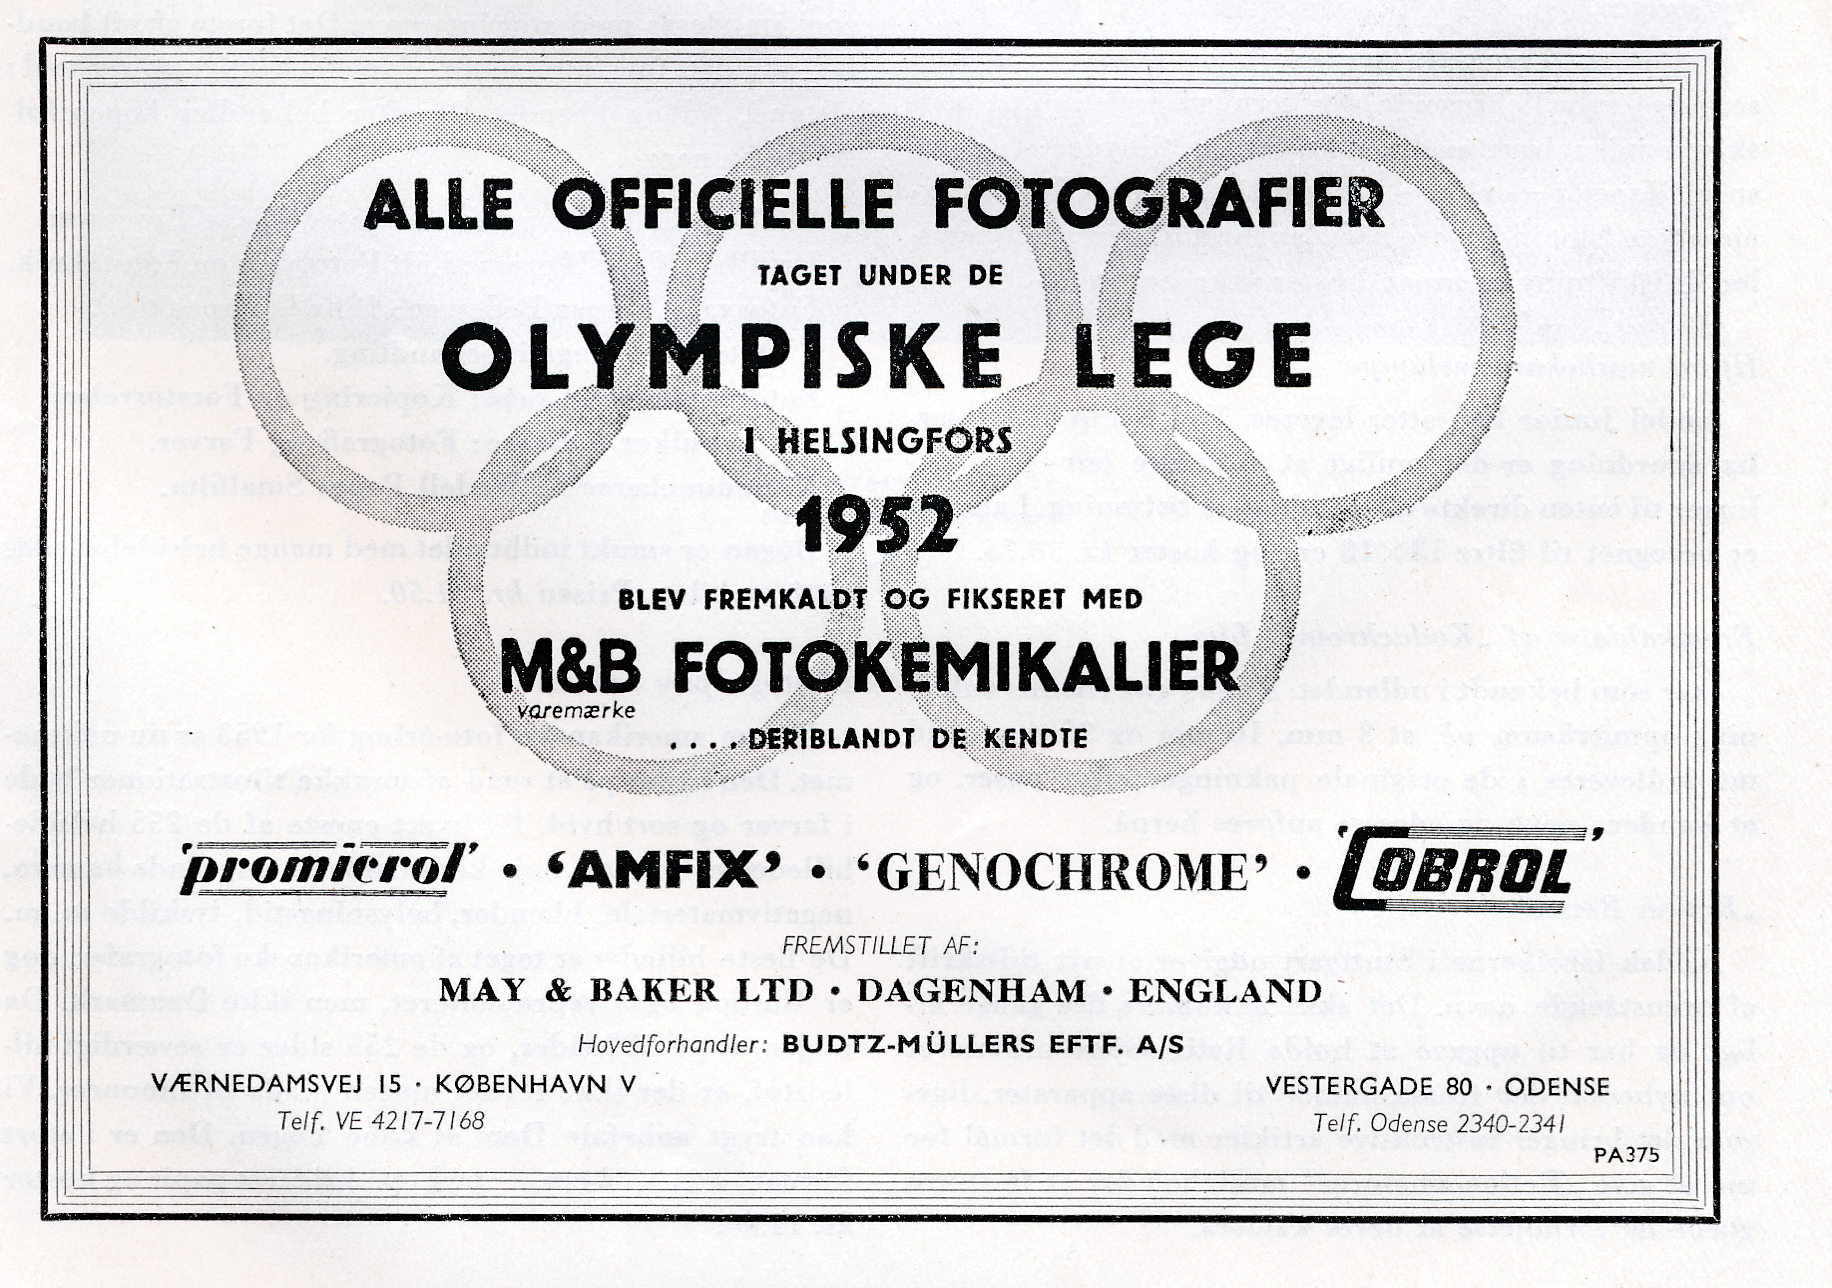 ALLE OFFICIELLE FOTOGRAFIER
TAGET UNDER DE
OLYMPISKE LEGE
I HELSINGFORS
1952
BLEV FREMKALDT OG FIKSERET MED
M&B FOTOKEMIKALIER
varemærke
. . . . DERIBLANDT DE KENDTE
'promicrol' • 'AMFIX' • 'GENOCHROME' • 'COBROL'
FREMSTILLET AF:
MAY & BAKER LTD • DAGENHAM • ENGLAND
Hovedforhandler: BUDTZ-MÜLLERS EFTF. A/S
VÆRNEDAMSVEJ 15 · KØBENHAVN V
Telf. VE 4217-7168
VESTERGADE 80 · ODENSE
Telf. Odense 2340-2341
PA375